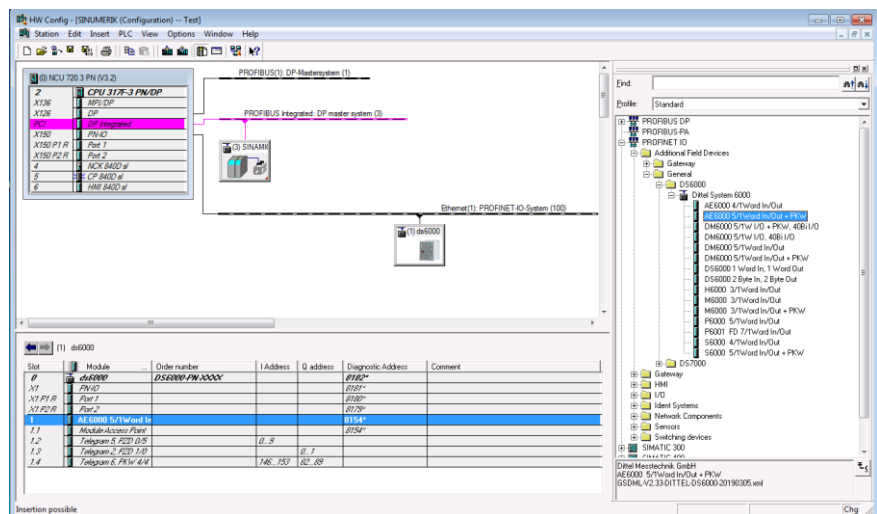 HW Config - [SINUMERIK (Configuration) -- Test]
Station Edit Insert PLC View Options Window Help
(0) NCU 720.3 PN (V3.2)
2 CPU 317F-3 PN/DP
X136 MPI/DP
X126 DP
PCI DP integrated
X150 PN-IO
X150 P1 R Port 1
X150 P2 R Port 2
4 NCK 840D sl
5 CP 840D sl
6 HMI 840D sl
PROFIBUS(1): DP-Mastersystem (1)
PROFIBUS Integrated: DP master system (3)
(3) SINAMI
Ethernet(1): PROFINET-IO-System (100)
(1) ds6000
(1) ds6000
Slot Module ... Order number I Address Q address Diagnostic Address Comment
0 ds6000 DS6000-PN-XXXX 8182*
X1 PN-IO 8181*
X1 P1 R Port 1 8180*
X1 P2 R Port 2 8179*
1 AE6000 5/1Word In 8154*
1.1 Module Access Point 8154*
1.2 Telegram 5, PZD 0/5 0...9
1.3 Telegram 2, PZD 1/0 0...1
1.4 Telegram 6, PKW 4/4 146...153 82...89
Find:
Profile: Standard
PROFIBUS DP
PROFIBUS-PA
PROFINET IO
Additional Field Devices
Gateway
General
DS6000
Dittel System 6000
AE6000 4/1Word In/Out
AE6000 5/1Word In/Out + PKW
DM6000 5/1W I/O + PKW, 40Bi I/O
DM6000 5/1W I/O, 40Bi I/O
DM6000 5/1Word In/Out
DM6000 5/1Word In/Out + PKW
DS6000 1 Word In, 1 Word Out
DS6000 2 Byte In, 2 Byte Out
H6000 3/1Word In/Out
M6000 3/1Word In/Out
M6000 3/1Word In/Out + PKW
P6000 5/1Word In/Out
P6001 FD 7/1Word In/Out
S6000 4/1Word In/Out
S6000 5/1Word In/Out + PKW
DS7000
Gateway
HMI
I/O
Ident Systems
Network Components
Sensors
Switching devices
SIMATIC 300
SIMATIC 400
Dittel Messtechnik GmbH
AE6000 5/1Word In/Out + PKW
GSDML-V2.33-DITTEL-DS6000-20190305.xml
Insertion possible
Chg